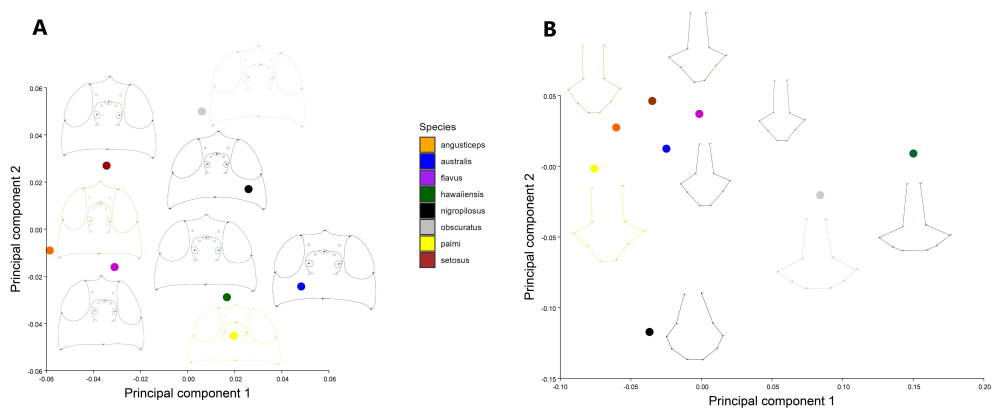 A
Principal component 2
0.06
0.04
0.02
0.00
-0.02
-0.04
-0.06
-0.06
-0.04
-0.02
0.00
0.02
0.04
0.06
Principal component 1
Species
angusticeps
australis
flavus
hawaiiensis
nigropilosus
obscuratus
palmi
setosus
B
Principal component 2
0.05
-0.00
-0.05
-0.10
-0.15
-0.10
-0.05
0.00
0.05
0.10
0.15
0.20
Principal component 1